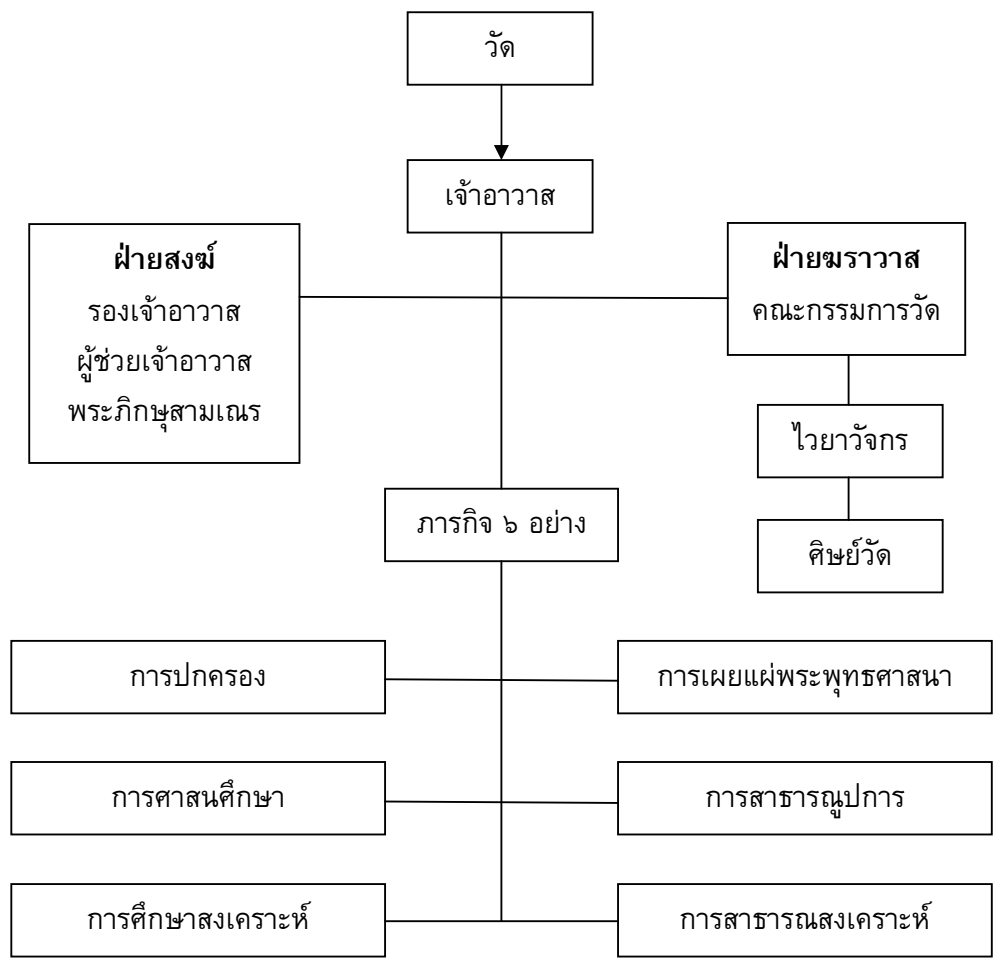 วัด
เจ้าอาวาส
ฝ่ายสงฆ์
รองเจ้าอาวาส
ผู้ช่วยเจ้าอาวาส
พระภิกษุสามเณร
ฝ่ายฆราวาส
คณะกรรมการวัด
ไวยาวัจกร
ศิษย์วัด
ภารกิจ ๖ อย่าง
การปกครอง
การเผยแผ่พระพุทธศาสนา
การศาสนศึกษา
การสาธารณูปการ
การศึกษาสงเคราะห์
การสาธารณสงเคราะห์